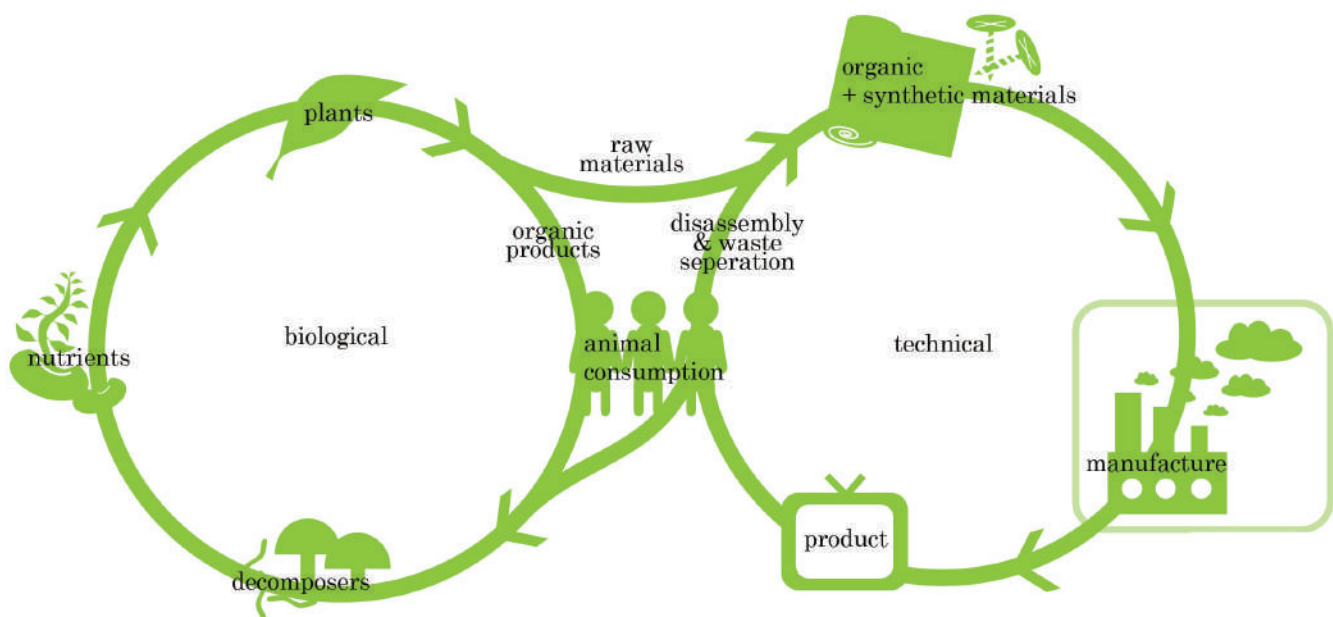 organic
+ synthetic materials
plants
raw
materials
organic
products
disassembly
& waste
seperation
biological
animal
consumption
technical
nutrients
manufacture
product
decomposers